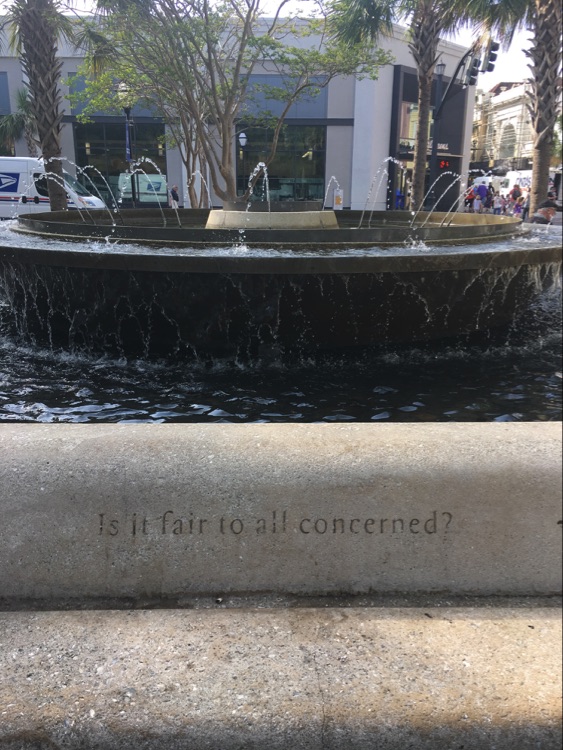 Is it fair to all concerned?